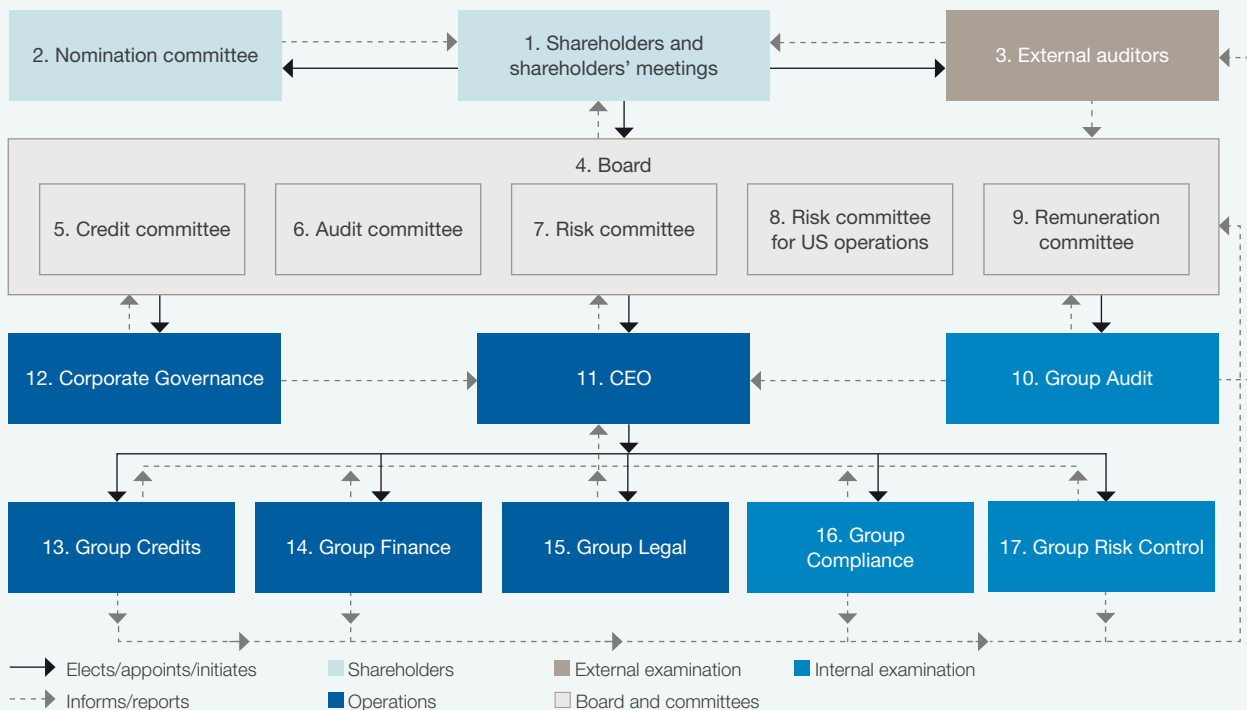 2. Nomination committee
1. Shareholders and
shareholders’ meetings
3. External auditors
4. Board
5. Credit committee
6. Audit committee
7. Risk committee
8. Risk committee
for US operations
9. Remuneration
committee
12. Corporate Governance
11. CEO
10. Group Audit
13. Group Credits
14. Group Finance
15. Group Legal
16. Group
Compliance
17. Group Risk Control
Elects/appoints/initiates
Shareholders
External examination
Internal examination
Informs/reports
Operations
Board and committees